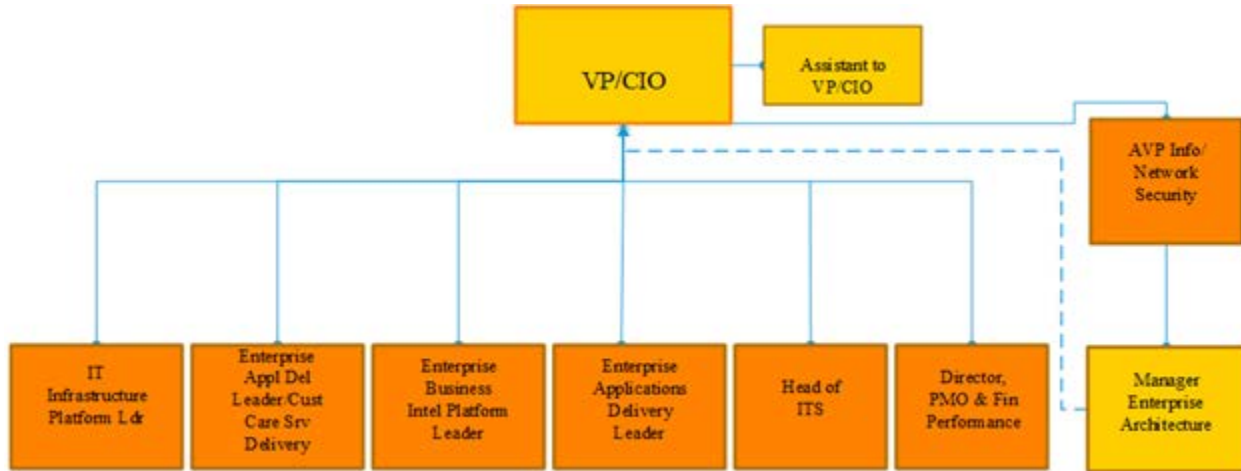 VP/CIO
Assistant to
VP/CIO
AVP Info/
Network
Security
IT
Infrastructure
Platform Ldr
Enterprise
Appl Del
Leader/Cust
Care Srv
Delivery
Enterprise
Business
Intel Platform
Leader
Enterprise
Applications
Delivery
Leader
Head of
ITS
Director,
PMO & Fin
Performance
Manager
Enterprise
Architecture